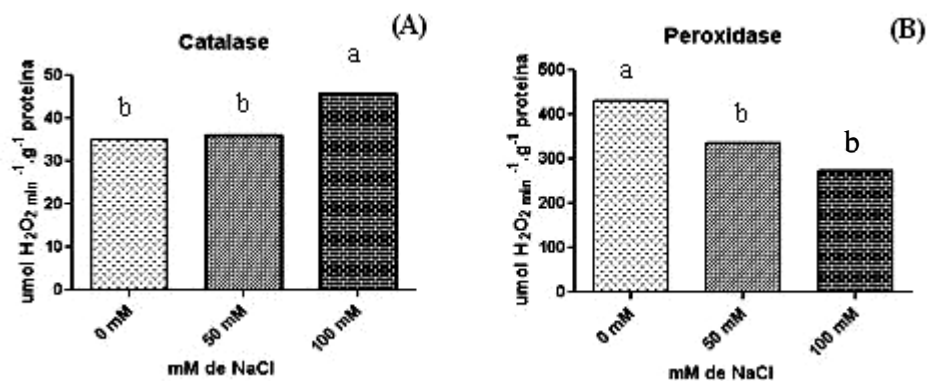 Catalase
(A)
a
b
b
50
40
30
20
10
0
umol H₂O₂ min⁻¹.g⁻¹ proteína
0 mM
50 mM
100 mM
mM de NaCl
Peroxidase
(B)
a
b
b
500
400
300
200
100
0
umol H₂O₂ min⁻¹.g⁻¹ proteína
0 mM
50 mM
100 mM
mM de NaCl